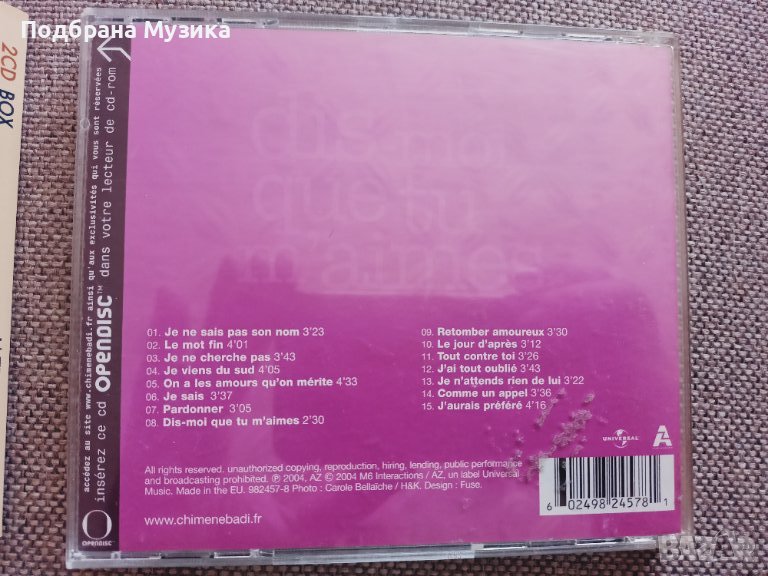 Подбрана Музика
2CD BOX
accédez au site www.chimenebadi.fr ainsi qu'aux exclusivités qui vous sont réservées
insérez ce cd OPENDISC™ dans votre lecteur de cd-rom
OPENDISC
dis-moi
que tu
m'aimes
01. Je ne sais pas son nom 3'23
02. Le mot fin 4'01
03. Je ne cherche pas 3'43
04. Je viens du sud 4'05
05. On a les amours qu'on mérite 4'33
06. Je sais 3'37
07. Pardonner 3'05
08. Dis-moi que tu m'aimes 2'30
09. Retomber amoureux 3'30
10. Le jour d'après 3'12
11. Tout contre toi 3'26
12. J'ai tout oublié 3'43
13. Je n'attends rien de lui 3'22
14. Comme un appel 3'36
15. J'aurais préféré 4'16
UNIVERSAL
AZ
All rights reserved. unauthorized copying, reproduction, hiring, lending, public performance
and broadcasting prohibited. ℗ 2004, AZ © 2004 M6 Interactions / AZ, un label Universal
Music. Made in the EU. 982457-8 Photo : Carole Bellaïche / H&K. Design : Fuse.
www.chimenebadi.fr
6 02498 24578 1
BAZAR